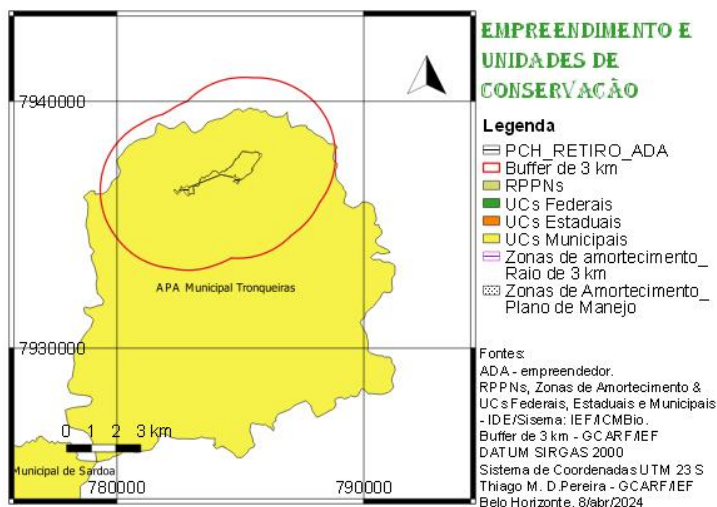 EMPREENDIMENTO E
UNIDADES DE
CONSERVAÇÃO
Legenda
PCH_RETIRO_ADA
Buffer de 3 km
RPPNs
UCs Federais
UCs Estaduais
UCs Municipais
Zonas de amortecimento_
Raio de 3 km
Zonas de Amortecimento_
Plano de Manejo
7940000
APA Municipal Tronqueiras
7930000
0 1 2 3 km
Municipal de Sardoa
780000
790000
Fontes:
ADA - empreendedor.
RPPNs, Zonas de Amortecimento &
UCs Federais, Estaduais e Municipais
- IDE/Sisema: IEF/ICMBio.
Buffer de 3 km - GCARF/IEF
DATUM SIRGAS 2000
Sistema de Coordenadas UTM 23 S
Thiago M. D.Pereira - GCARF/IEF
Belo Horizonte, 8/abr/2024